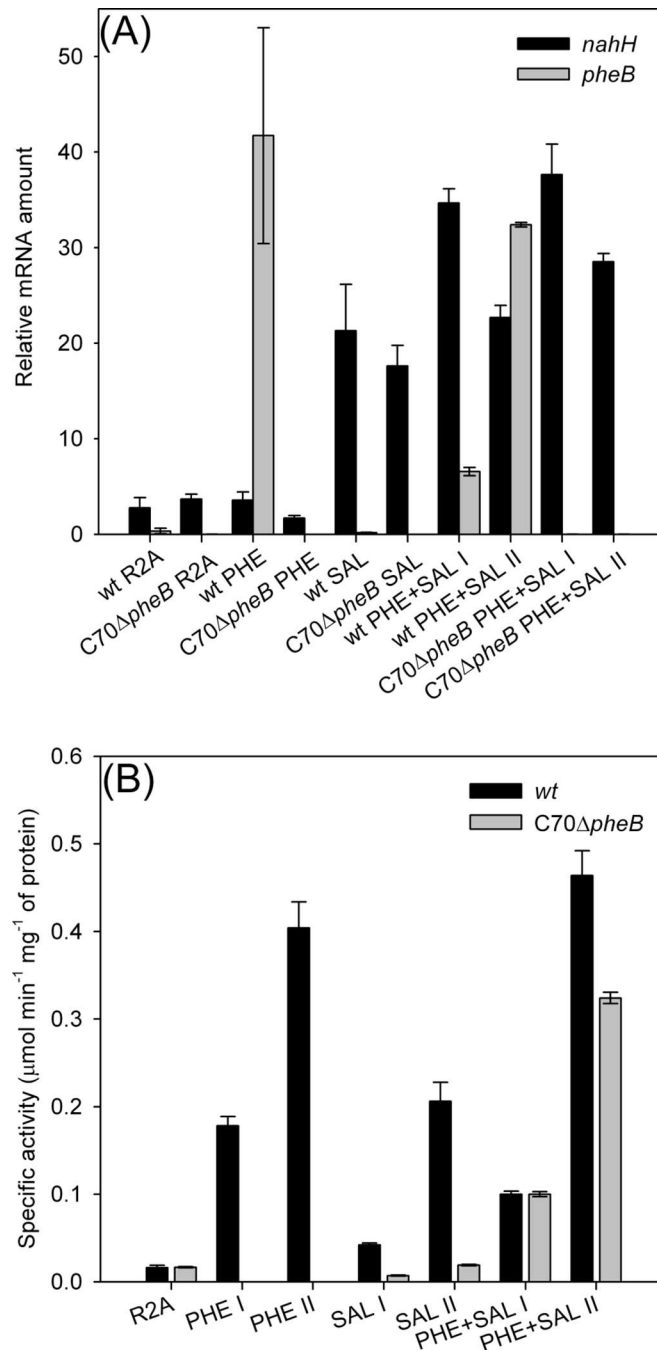 (A)
nahH
pheB
Relative mRNA amount
50
40
30
20
10
0
wt R2A
C70ΔpheB R2A
wt PHE
C70ΔpheB PHE
wt SAL
C70ΔpheB SAL
wt PHE+SAL I
wt PHE+SAL II
C70ΔpheB PHE+SAL I
C70ΔpheB PHE+SAL II
(B)
wt
C70ΔpheB
Specific activity (μmol min⁻¹ mg⁻¹ of protein)
0.6
0.5
0.4
0.3
0.2
0.1
0.0
R2A
PHE I
PHE II
SAL I
SAL II
PHE+SAL I
PHE+SAL II